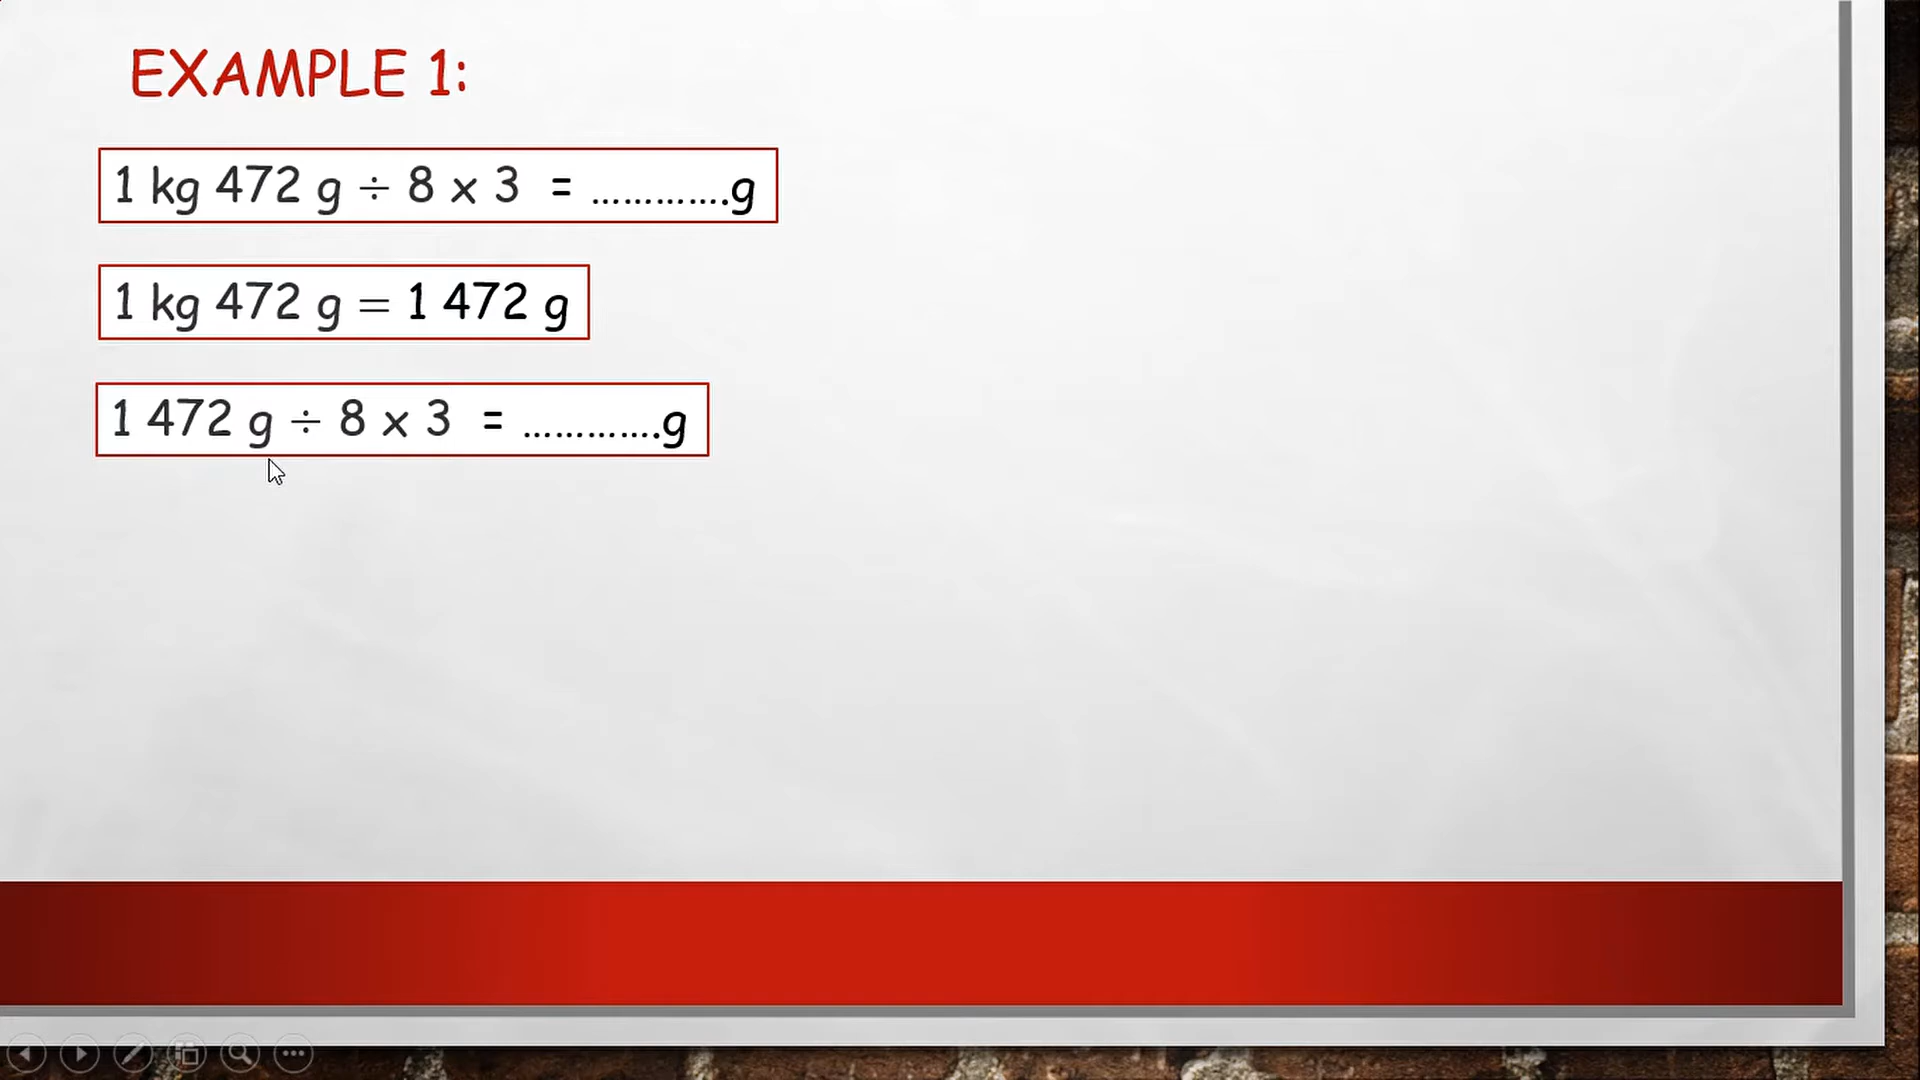 EXAMPLE 1:
1 kg 472 g ÷ 8 x 3 = ………….g
1 kg 472 g = 1 472 g
1 472 g ÷ 8 x 3 = ………….g